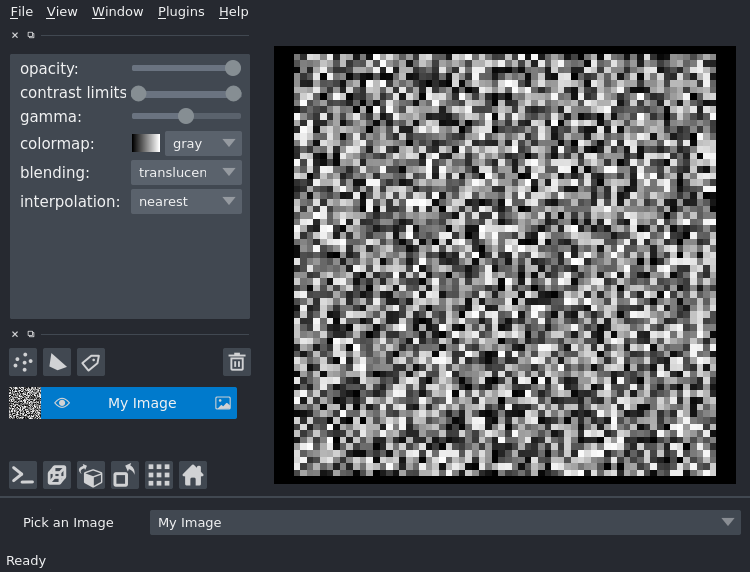 File View Window Plugins Help
opacity:
contrast limits
gamma:
colormap: gray
blending: translucen
interpolation: nearest
My Image
Pick an Image My Image
Ready